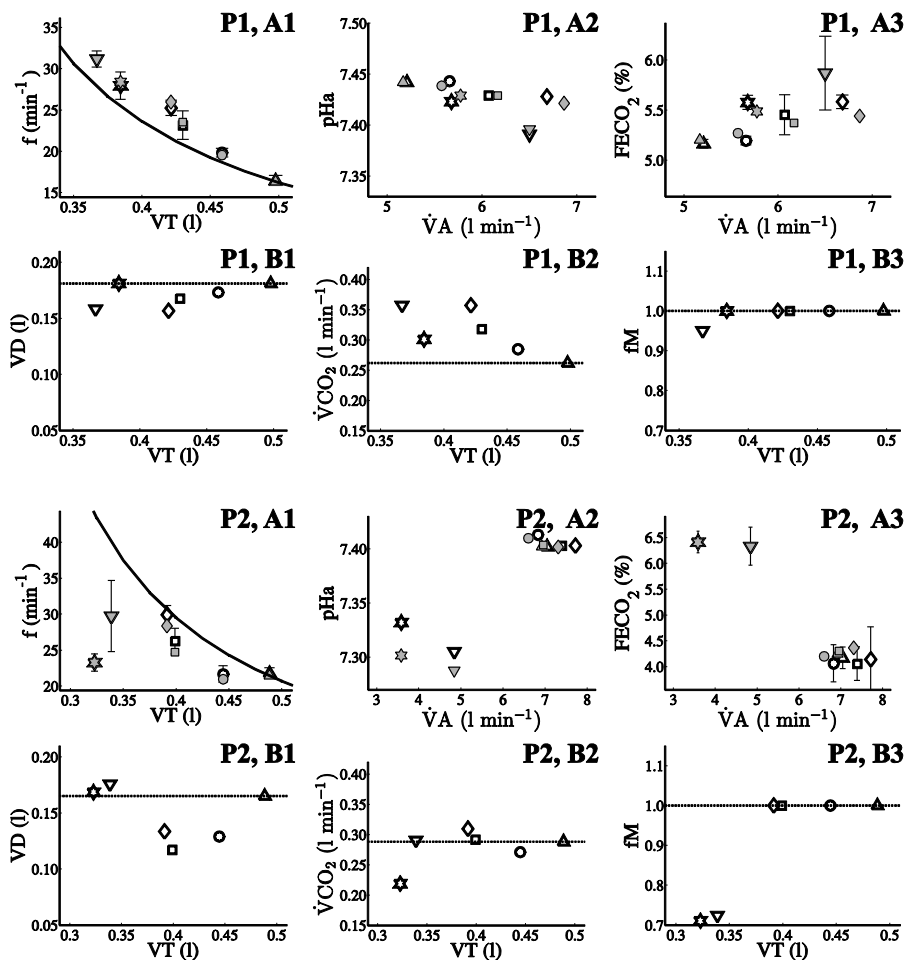 P1, A1
f (min⁻¹)
35
30
25
20
15
0.35 0.4 0.45 0.5
VT (l)
P1, A2
pHa
7.45
7.40
7.35
5 6 7
V̇A (l min⁻¹)
P1, A3
FECO₂ (%)
6.0
5.5
5.0
5 6 7
V̇A (l min⁻¹)
P1, B1
VD (l)
0.20
0.15
0.10
0.05
0.35 0.4 0.45 0.5
VT (l)
P1, B2
V̇CO₂ (l min⁻¹)
0.40
0.35
0.30
0.25
0.20
0.15
0.35 0.4 0.45 0.5
VT (l)
P1, B3
fM
1.1
1.0
0.9
0.8
0.7
0.35 0.4 0.45 0.5
VT (l)
P2, A1
f (min⁻¹)
40
35
30
25
20
0.3 0.35 0.4 0.45 0.5
VT (l)
P2, A2
pHa
7.40
7.35
7.30
3 4 5 6 7 8
V̇A (l min⁻¹)
P2, A3
FECO₂ (%)
6.5
6.0
5.5
5.0
4.5
4.0
3 4 5 6 7 8
V̇A (l min⁻¹)
P2, B1
VD (l)
0.20
0.15
0.10
0.05
0.3 0.35 0.4 0.45 0.5
VT (l)
P2, B2
V̇CO₂ (l min⁻¹)
0.40
0.35
0.30
0.25
0.20
0.15
0.3 0.35 0.4 0.45 0.5
VT (l)
P2, B3
fM
1.1
1.0
0.9
0.8
0.7
0.3 0.35 0.4 0.45 0.5
VT (l)